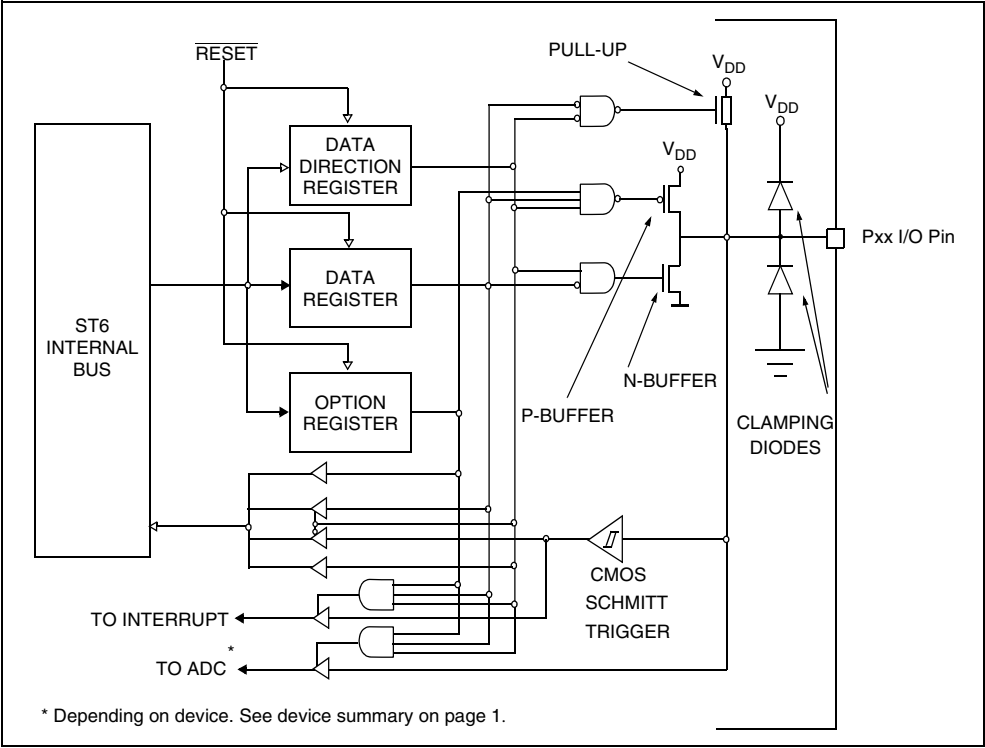 RESET
PULL-UP
VDD
VDD
VDD
DATA
DIRECTION
REGISTER
DATA
REGISTER
OPTION
REGISTER
ST6
INTERNAL
BUS
Pxx I/O Pin
N-BUFFER
P-BUFFER
CLAMPING
DIODES
CMOS
SCHMITT
TRIGGER
TO INTERRUPT
TO ADC*
* Depending on device. See device summary on page 1.